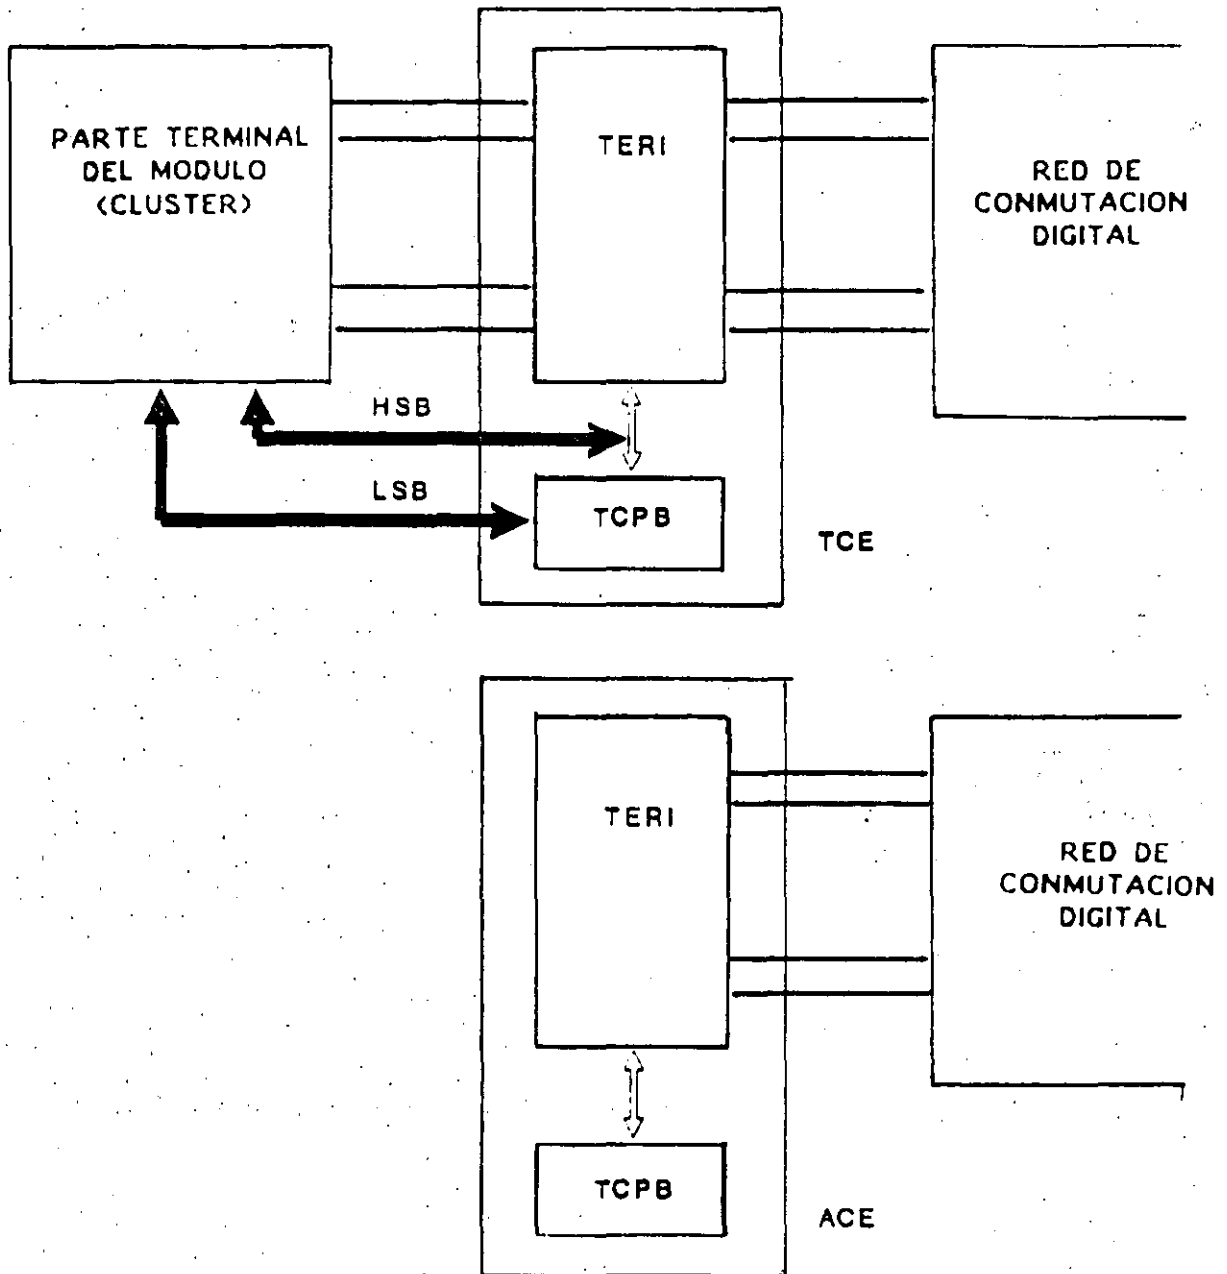 PARTE TERMINAL
DEL MODULO
(CLUSTER)
TERI
RED DE
CONMUTACION
DIGITAL
HSB
LSB
TCPB
TCE
TERI
RED DE
CONMUTACION
DIGITAL
TCPB
ACE